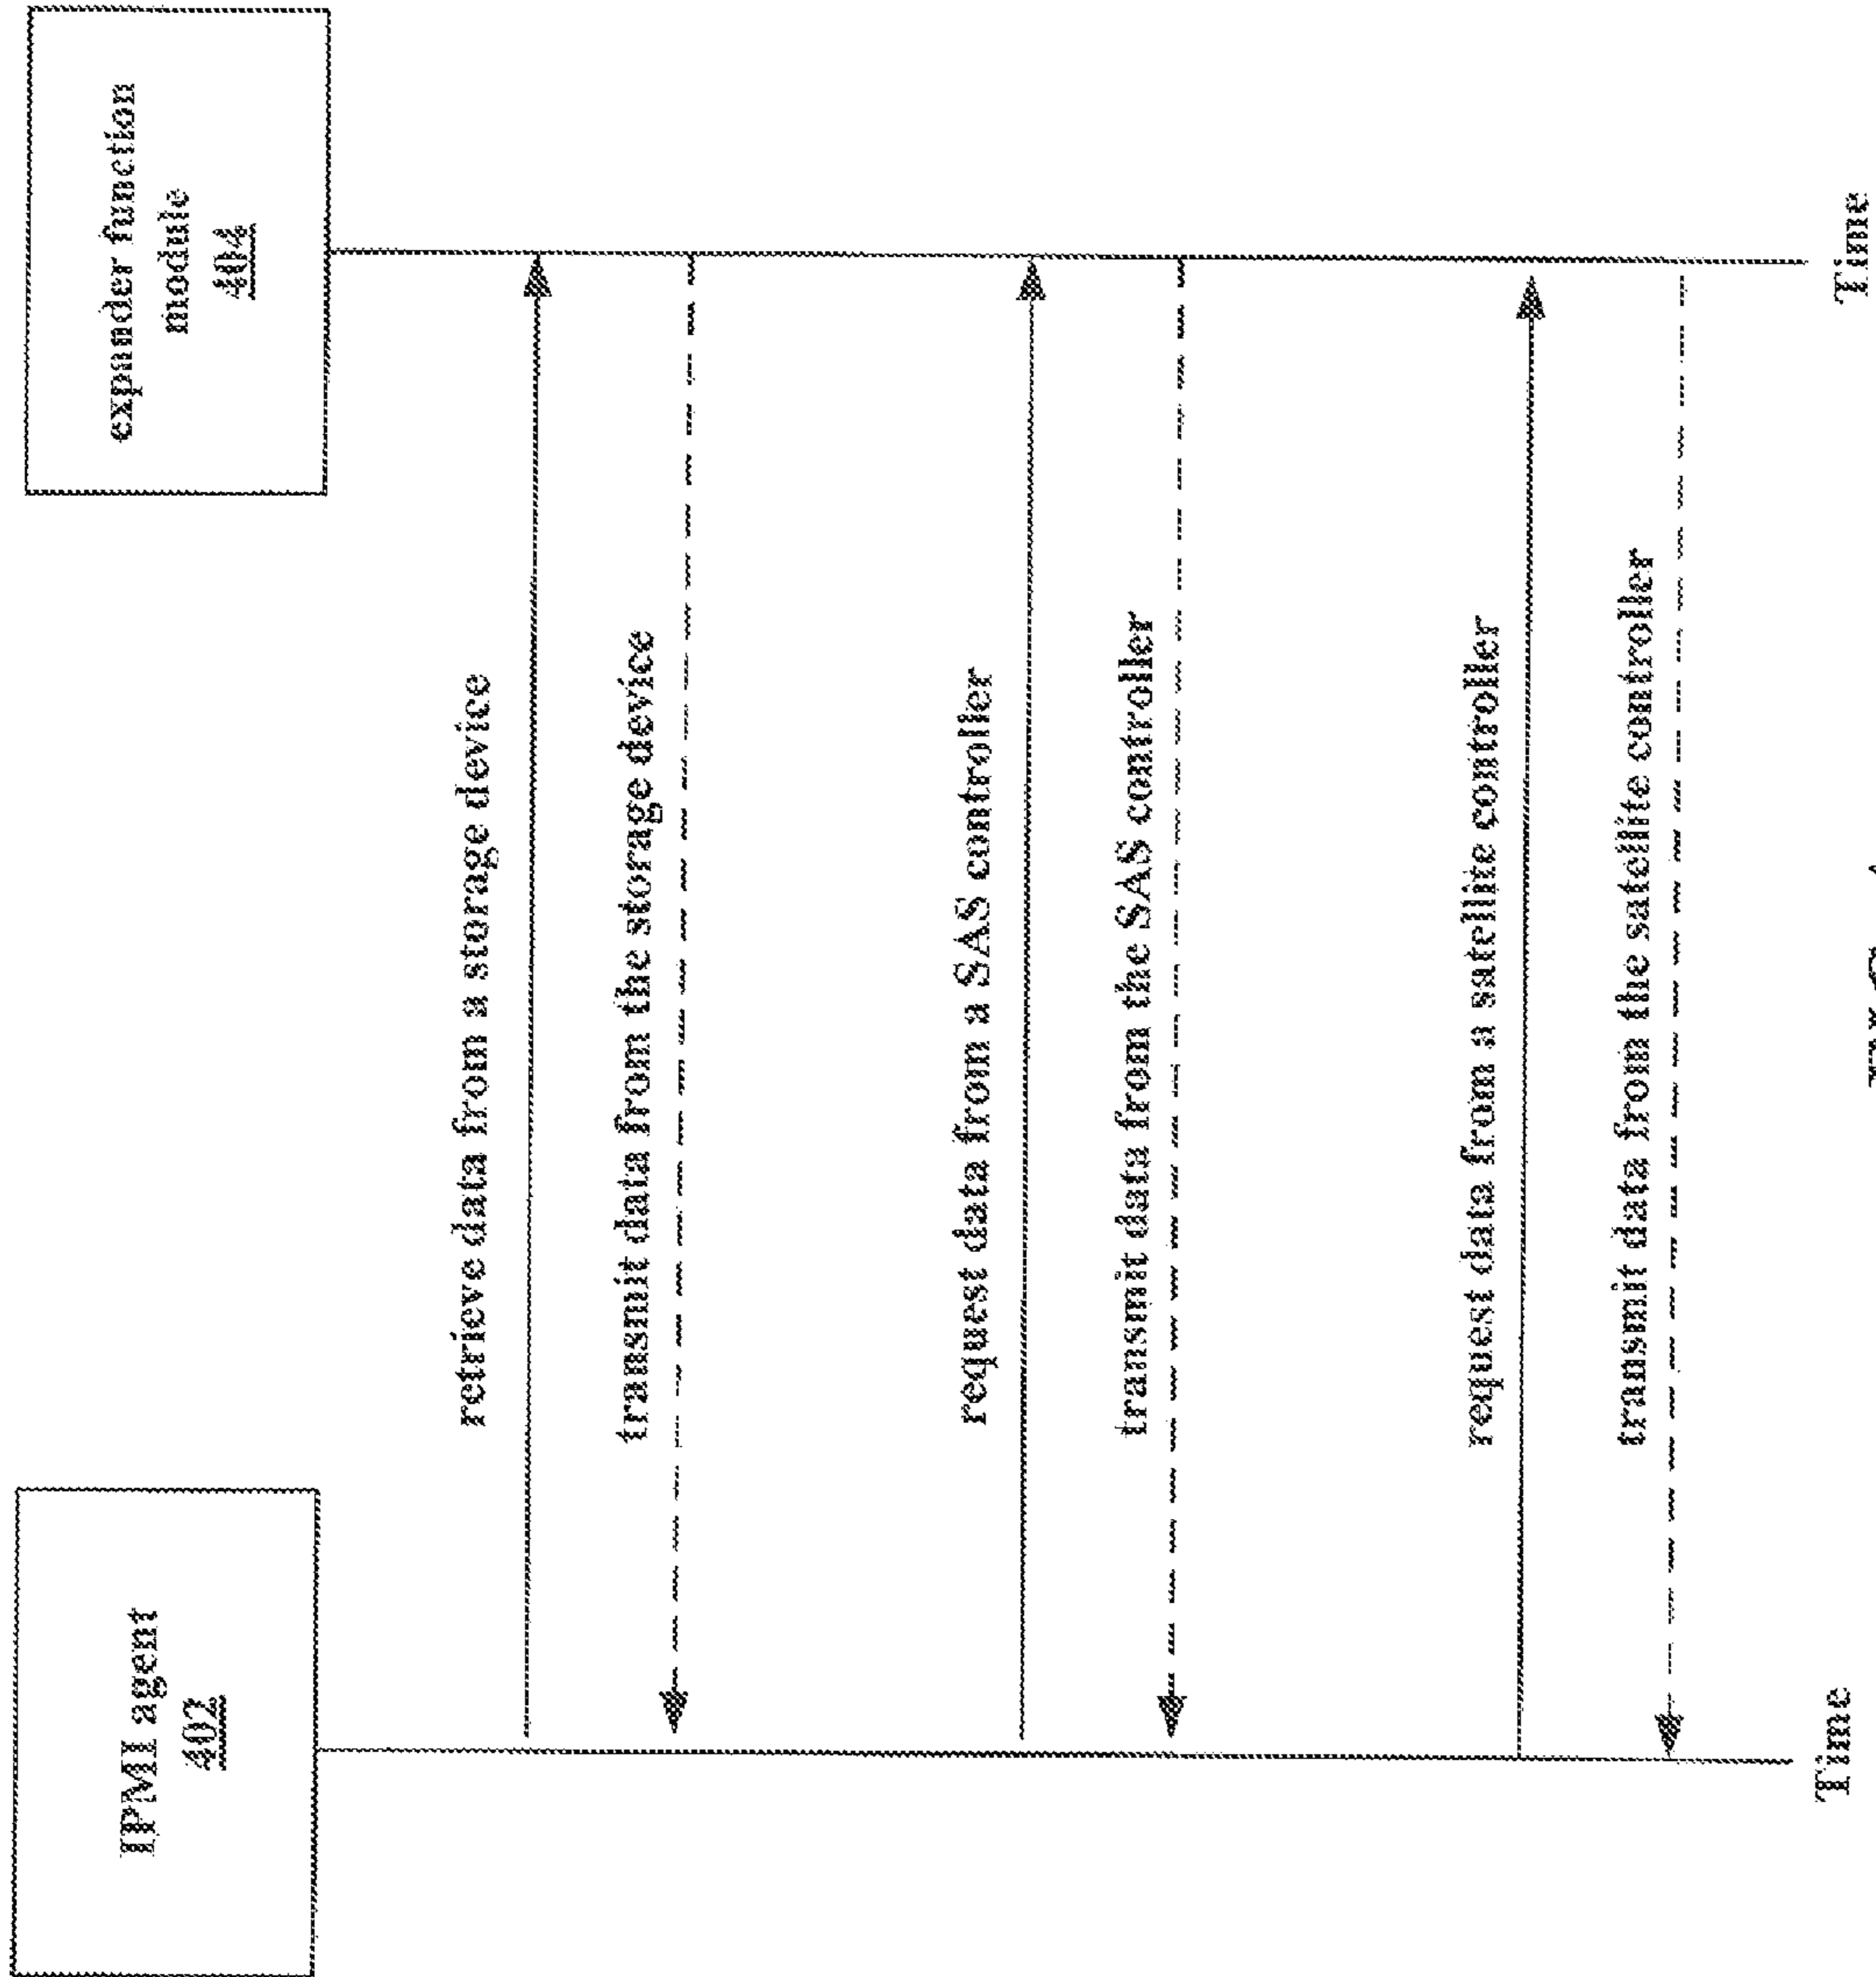 IPMI agent
402
expander function
module
404
retrieve data from a storage device
transmit data from the storage device
request data from a SAS controller
transmit data from the SAS controller
request data from a satellite controller
transmit data from the satellite controller
Time
Time